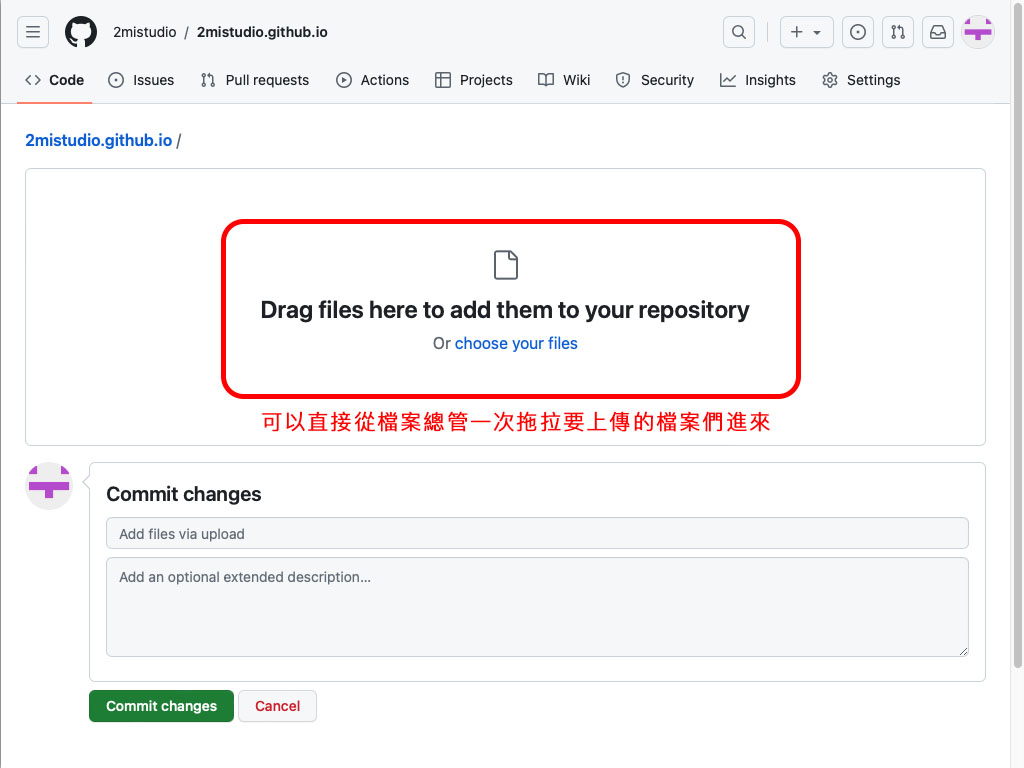 2mistudio / 2mistudio.github.io
Code Issues Pull requests Actions Projects Wiki Security Insights Settings
2mistudio.github.io /
Drag files here to add them to your repository
Or choose your files
可以直接從檔案總管一次拖拉要上傳的檔案們進來
Commit changes
Add files via upload
Add an optional extended description...
Commit changes Cancel